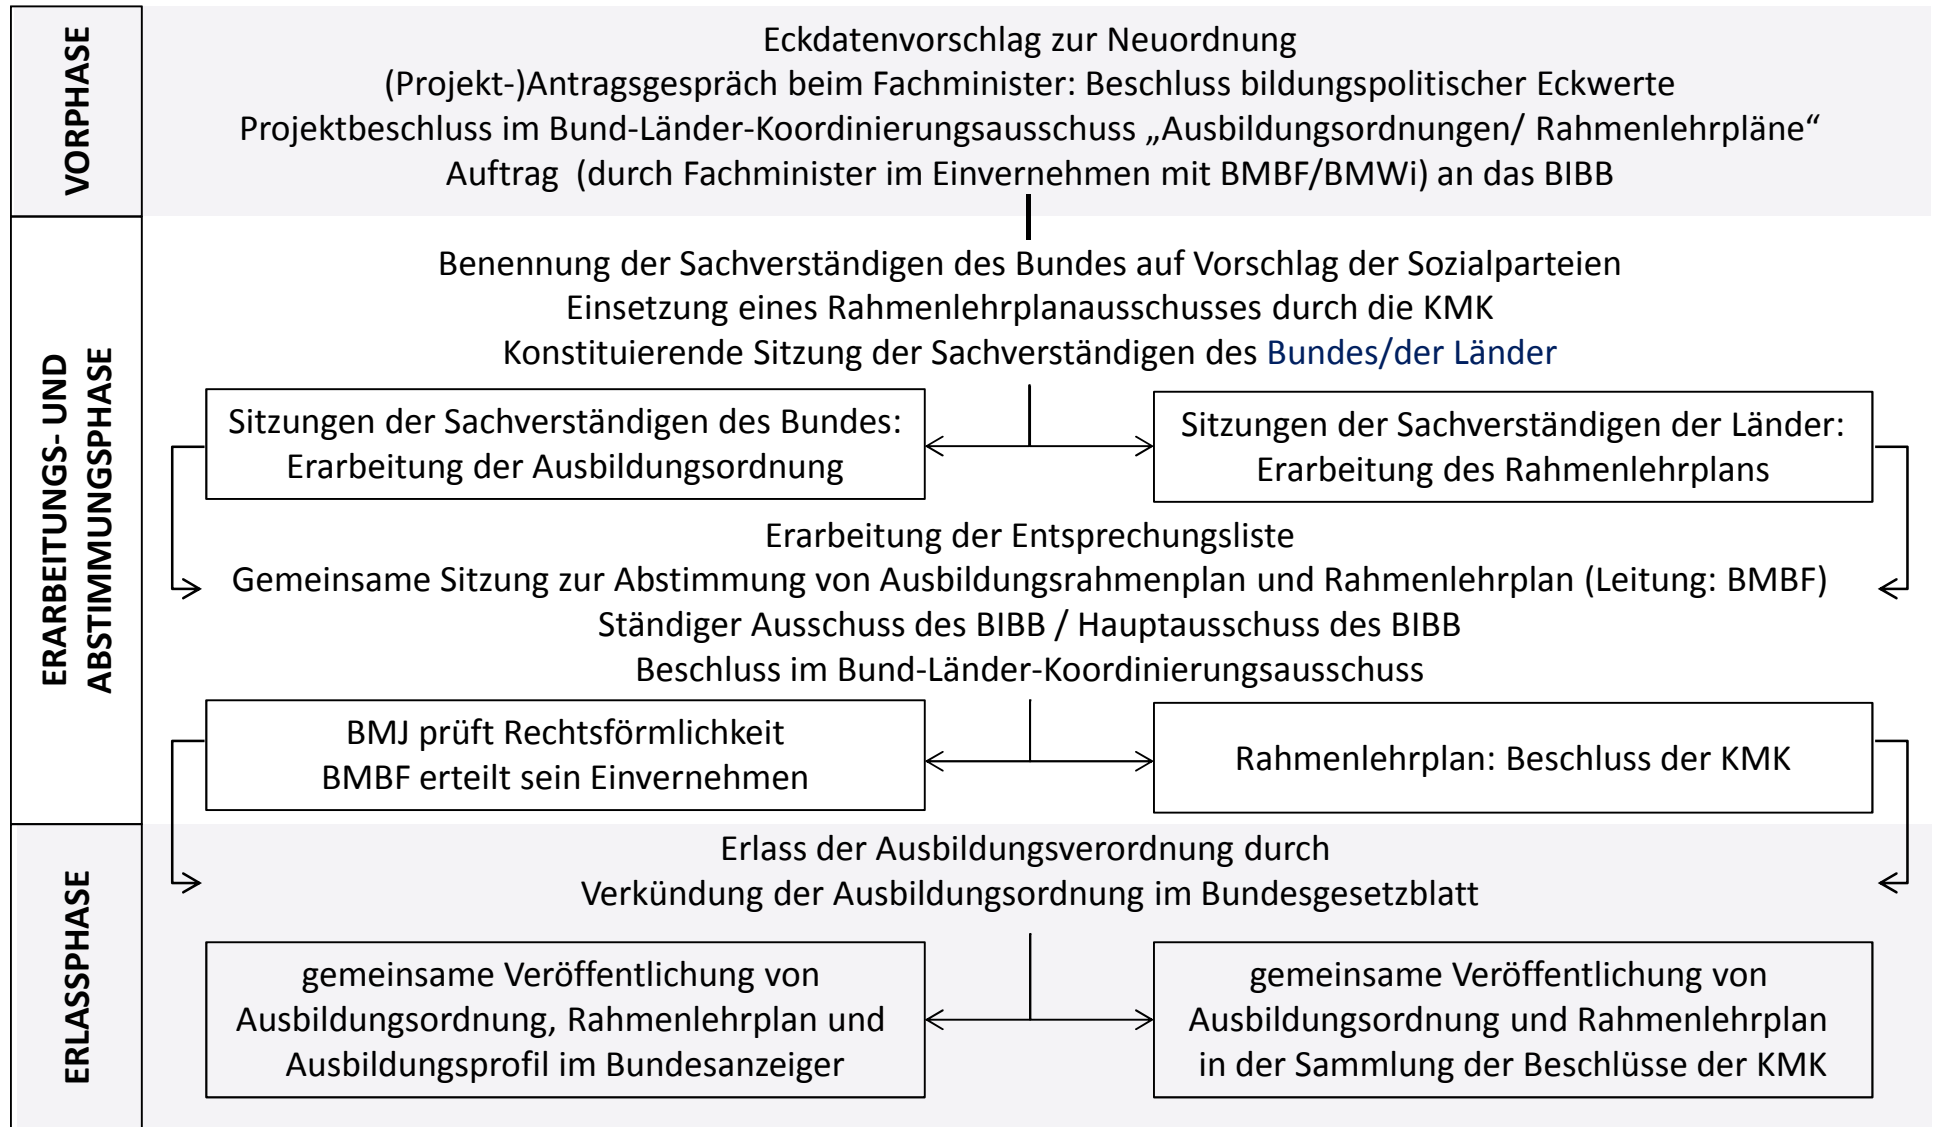 VORPHASE
Eckdatenvorschlag zur Neuordnung
(Projekt-)Antragsgespräch beim Fachminister: Beschluss bildungspolitischer Eckwerte
Projektbeschluss im Bund-Länder-Koordinierungsausschuss „Ausbildungsordnungen/ Rahmenlehrpläne“
Auftrag (durch Fachminister im Einvernehmen mit BMBF/BMWi) an das BIBB
ERARBEITUNGS- UND
ABSTIMMUNGSPHASE
Benennung der Sachverständigen des Bundes auf Vorschlag der Sozialparteien
Einsetzung eines Rahmenlehrplanausschusses durch die KMK
Konstituierende Sitzung der Sachverständigen des Bundes/der Länder
Sitzungen der Sachverständigen des Bundes:
Erarbeitung der Ausbildungsordnung
Sitzungen der Sachverständigen der Länder:
Erarbeitung des Rahmenlehrplans
Erarbeitung der Entsprechungsliste
Gemeinsame Sitzung zur Abstimmung von Ausbildungsrahmenplan und Rahmenlehrplan (Leitung: BMBF)
Ständiger Ausschuss des BIBB / Hauptausschuss des BIBB
Beschluss im Bund-Länder-Koordinierungsausschuss
BMJ prüft Rechtsförmlichkeit
BMBF erteilt sein Einvernehmen
Rahmenlehrplan: Beschluss der KMK
ERLASSPHASE
Erlass der Ausbildungsverordnung durch
Verkündung der Ausbildungsordnung im Bundesgesetzblatt
gemeinsame Veröffentlichung von
Ausbildungsordnung, Rahmenlehrplan und
Ausbildungsprofil im Bundesanzeiger
gemeinsame Veröffentlichung von
Ausbildungsordnung und Rahmenlehrplan
in der Sammlung der Beschlüsse der KMK